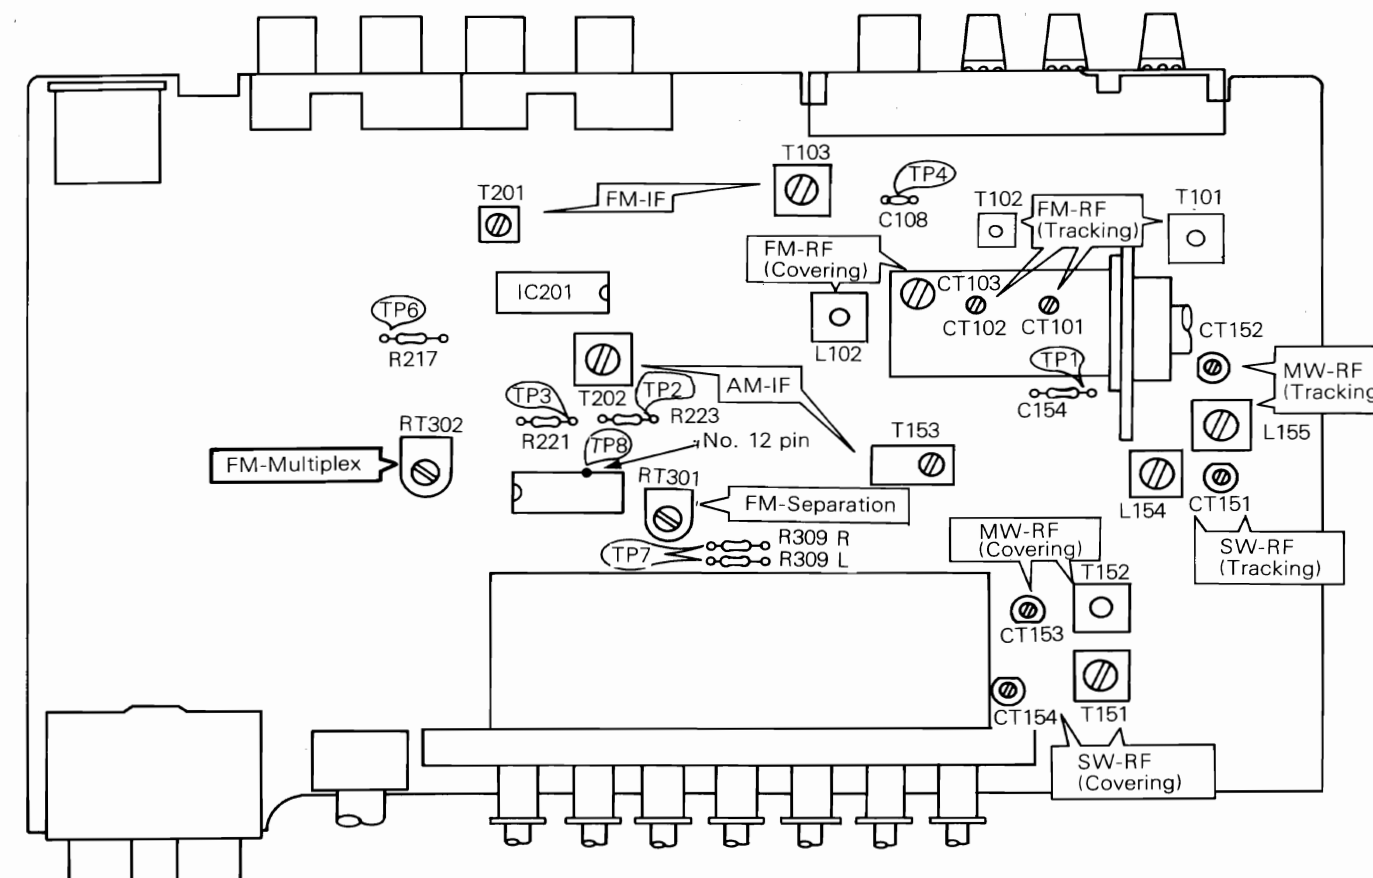 T103
TP4
T201
FM-IF
C108
T102
FM-RF
(Tracking)
T101
FM-RF
(Covering)
IC201
CT103
CT102
CT101
TP6
R217
L102
CT152
TP1
MW-RF
(Tracking
T202
TP2
AM-IF
TP3
R223
C154
R221
TP8
No. 12 pin
RT302
T153
L155
FM-Multiplex
RT301
FM-Separation
L154
CT151
MW-RF
(Covering)
SW-RF
(Tracking)
TP7
R309 R
R309 L
T152
CT153
CT154
T151
SW-RF
(Covering)